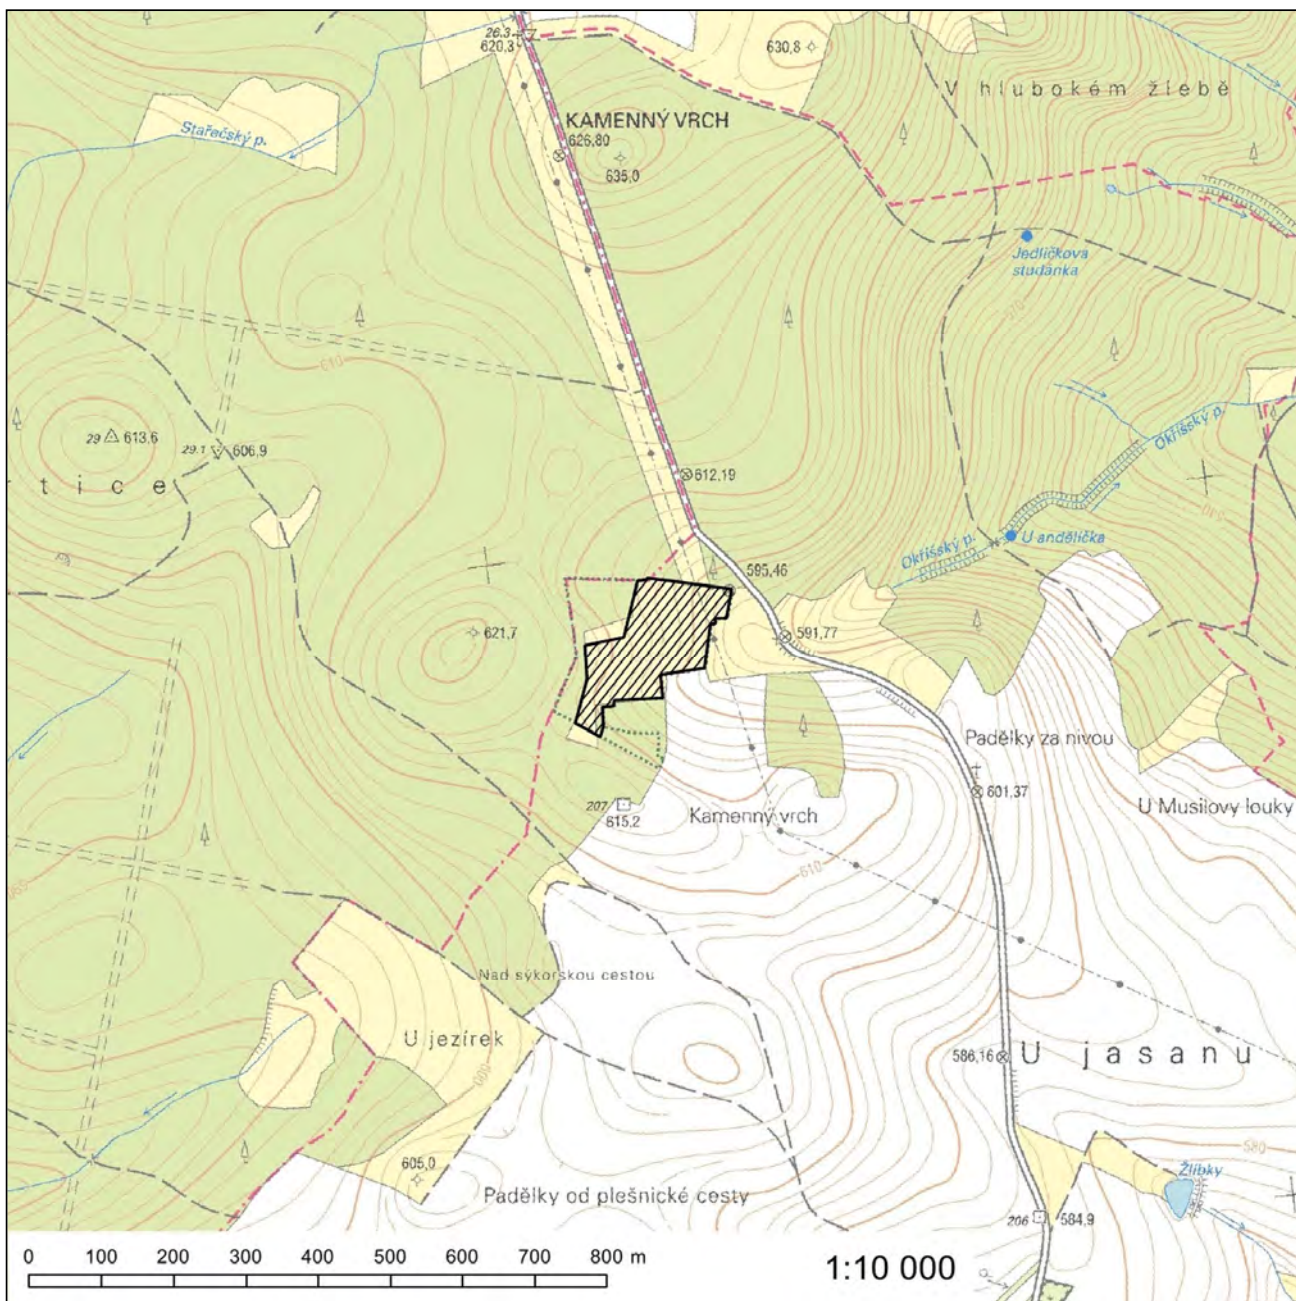 26.3
620,3
630,8
V hlubokém žlebě
KAMENNÝ VRCH
626,80
635,0
Stařečský p.
Jedličkova
studánka
570
610
29 613,6
29.1 606,9
rtice
612,19
Okříšský p.
510
Okříšský p.
U andělíčka
595,46
591,77
621,7
Padělky za nivou
601,37
U Musilovy louky
207
615,2
Kamenný vrch
610
Nad sýkorskou cestou
U jezírek
600
586,16
U jasanu
580
605,0
Žlíbky
Padělky od plešnické cesty
206 584,9
0 100 200 300 400 500 600 700 800 m
1:10 000